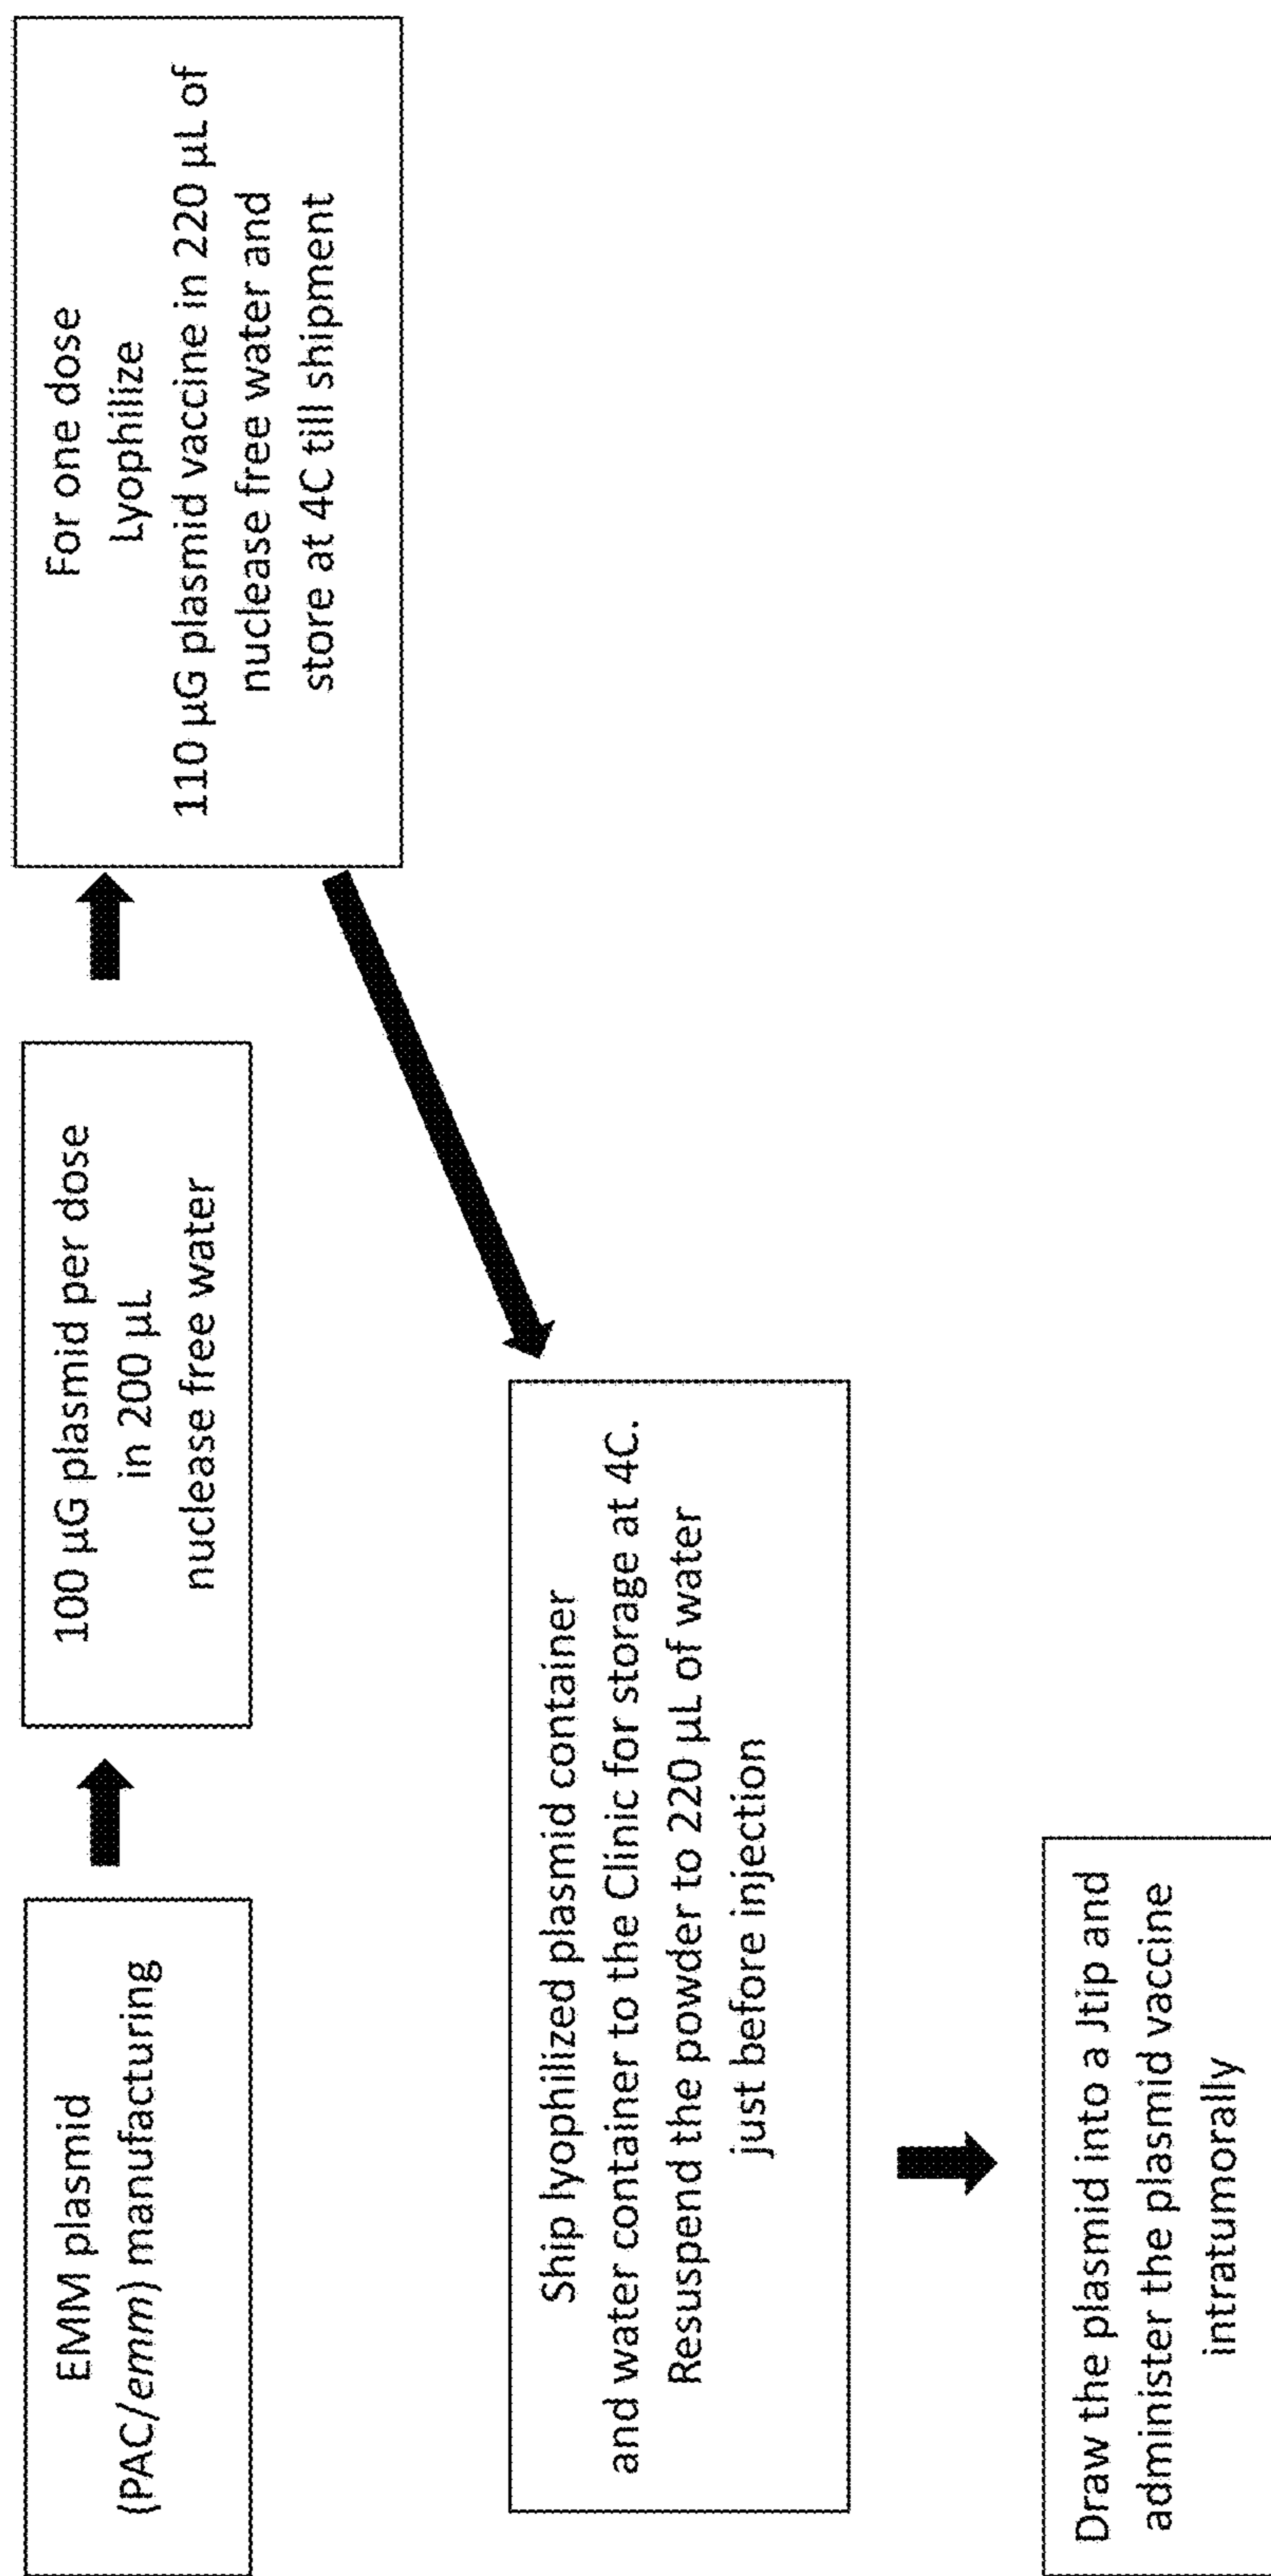 EMM plasmid
(PAC/emm) manufacturing
100 µG plasmid per dose
in 200 µL
nuclease free water
For one dose
Lyophilize
110 µG plasmid vaccine in 220 µL of
nuclease free water and
store at 4C till shipment
Ship lyophilized plasmid container
and water container to the Clinic for storage at 4C.
Resuspend the powder to 220 µL of water
just before injection
Draw the plasmid into a Jtip and
administer the plasmid vaccine
intratumorally